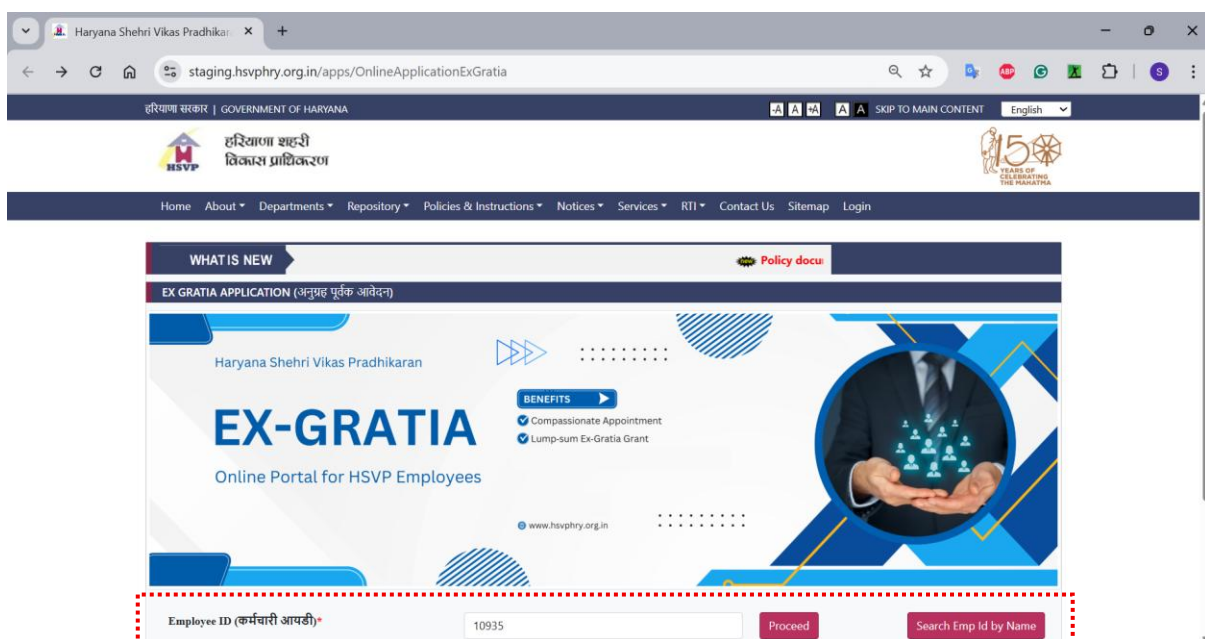 Haryana Shehri Vikas Pradhikar
staging.hsvphry.org.in/apps/OnlineApplicationExGratia
ABP
G
S
हरियाणा सरकार | GOVERNMENT OF HARYANA
-A A +A A A SKIP TO MAIN CONTENT English
HSVP
हरियाणा शहरी
विकास प्राधिकरण
150
YEARS OF
CELEBRATING
THE MAHATMA
Home About Departments Repository Policies & Instructions Notices Services RTI Contact Us Sitemap Login
WHAT IS NEW
New Policy docu
EX GRATIA APPLICATION (अनुग्रह पूर्वक आवेदन)
Haryana Shehri Vikas Pradhikaran
EX-GRATIA
Online Portal for HSVP Employees
BENEFITS
Compassionate Appointment
Lump-sum Ex-Gratia Grant
www.hsvphry.org.in
Employee ID (कर्मचारी आयडी)* 10935 Proceed Search Emp Id by Name